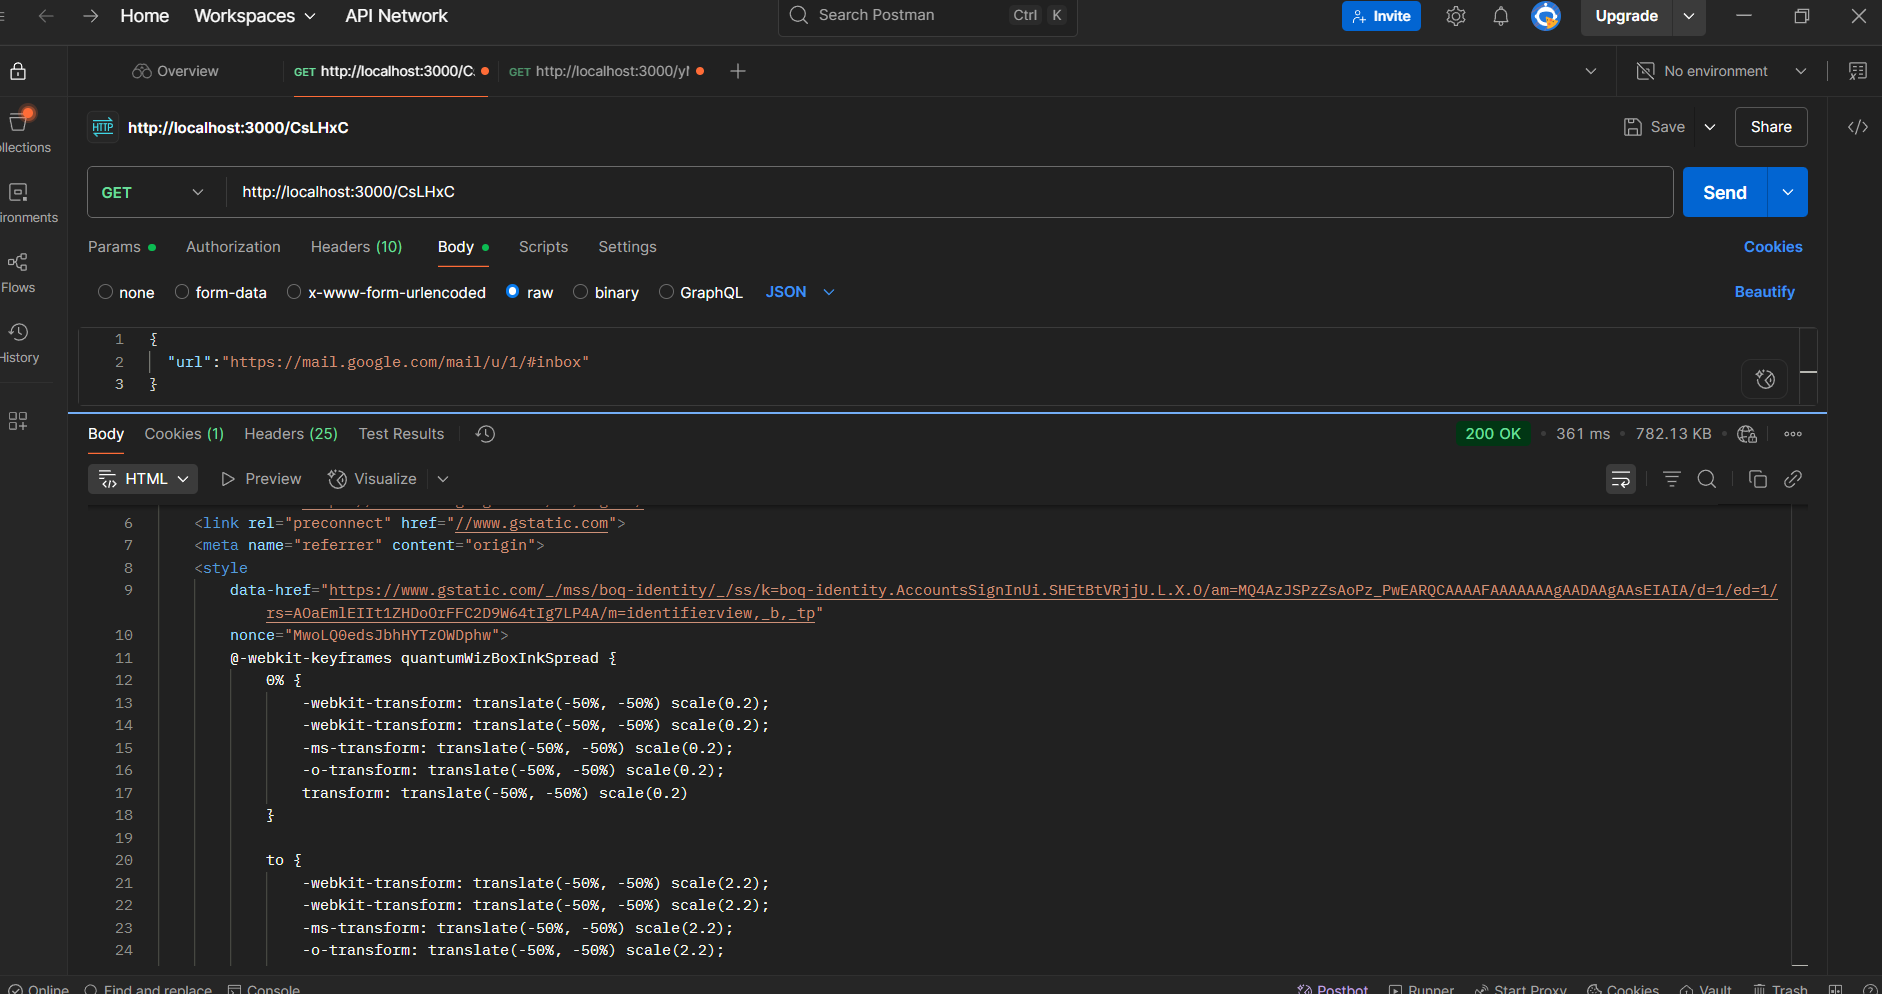 Home Workspaces API Network Search Postman Ctrl K Invite Upgrade
Overview GET http://localhost:3000/C GET http://localhost:3000/yl No environment
http://localhost:3000/CsLHxC Save Share
llections
GET http://localhost:3000/CsLHxC Send
ironments
Params Authorization Headers (10) Body Scripts Settings Cookies
Flows
none form-data x-www-form-urlencoded raw binary GraphQL JSON Beautify
History
1 {
2 "url":"https://mail.google.com/mail/u/1/#inbox"
3 }
Body Cookies (1) Headers (25) Test Results 200 OK 361 ms 782.13 KB
HTML Preview Visualize
6 <link rel="preconnect" href="//www.gstatic.com">
7 <meta name="referrer" content="origin">
8 <style
9 data-href="https://www.gstatic.com/_/mss/boq-identity/_/ss/k=boq-identity.AccountsSignInUi.SHEtBtVRjjU.L.X.O/am=MQ4AzJSPzZsAoPz_PwEARQCAAAAFAAAAAAAgAADAAgAAsEIAIA/d=1/ed=1/
rs=AOaEmlEIIt1ZHDoOrFFC2D9W64tIg7LP4A/m=identifierview,_b,_tp"
10 nonce="MwoLQ0edsJbhHYTzOWDphw">
11 @-webkit-keyframes quantumWizBoxInkSpread {
12 0% {
13 -webkit-transform: translate(-50%, -50%) scale(0.2);
14 -webkit-transform: translate(-50%, -50%) scale(0.2);
15 -ms-transform: translate(-50%, -50%) scale(0.2);
16 -o-transform: translate(-50%, -50%) scale(0.2);
17 transform: translate(-50%, -50%) scale(0.2)
18 }
19
20 to {
21 -webkit-transform: translate(-50%, -50%) scale(2.2);
22 -webkit-transform: translate(-50%, -50%) scale(2.2);
23 -ms-transform: translate(-50%, -50%) scale(2.2);
24 -o-transform: translate(-50%, -50%) scale(2.2);
Online Find and replace Console Postbot Runner Start Proxy Cookies Vault Trash